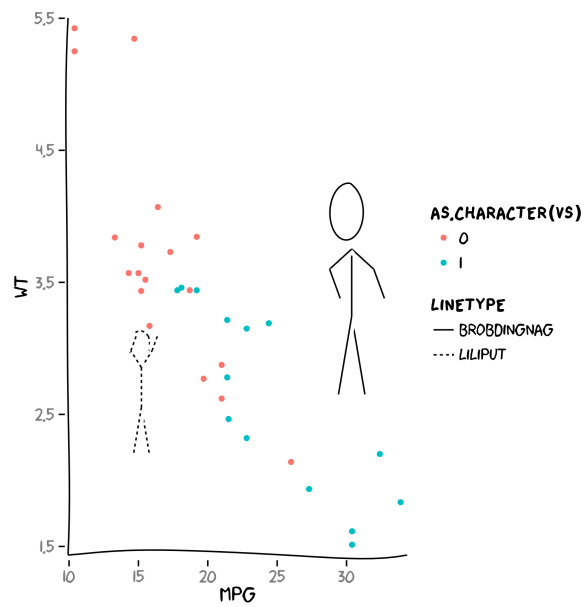 5,5
4,5
3,5
2,5
1,5
WT
10 15 20 25 30
MPG
AS.CHARACTER(VS)
0
1
LINETYPE
BROBDINGNAG
LILIPUT